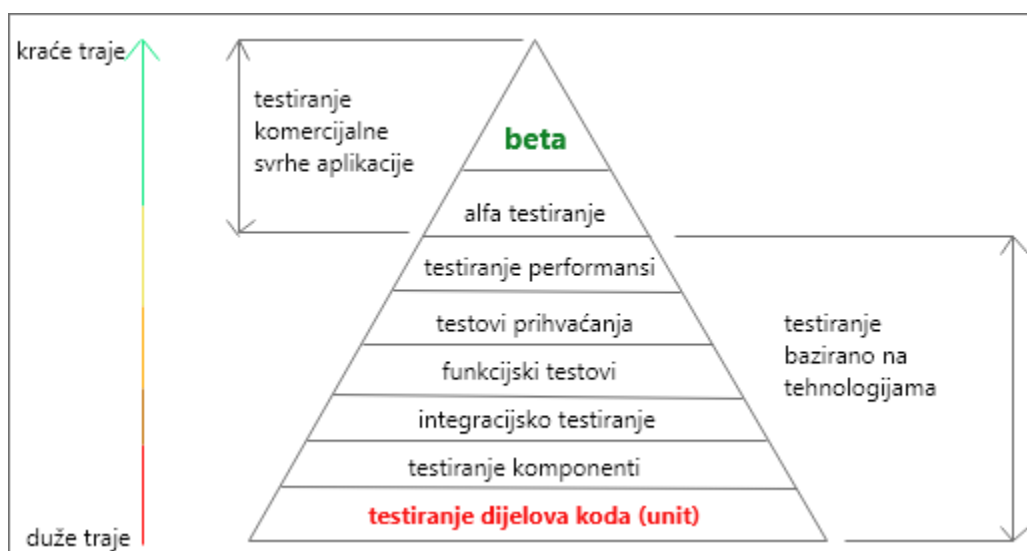 kraće traje
testiranje
komercijalne
svrhe aplikacije
beta
alfa testiranje
testiranje performansi
testovi prihvaćanja
funkcijski testovi
integracijsko testiranje
testiranje komponenti
testiranje dijelova koda (unit)
testiranje
bazirano na
tehnologijama
duže traje